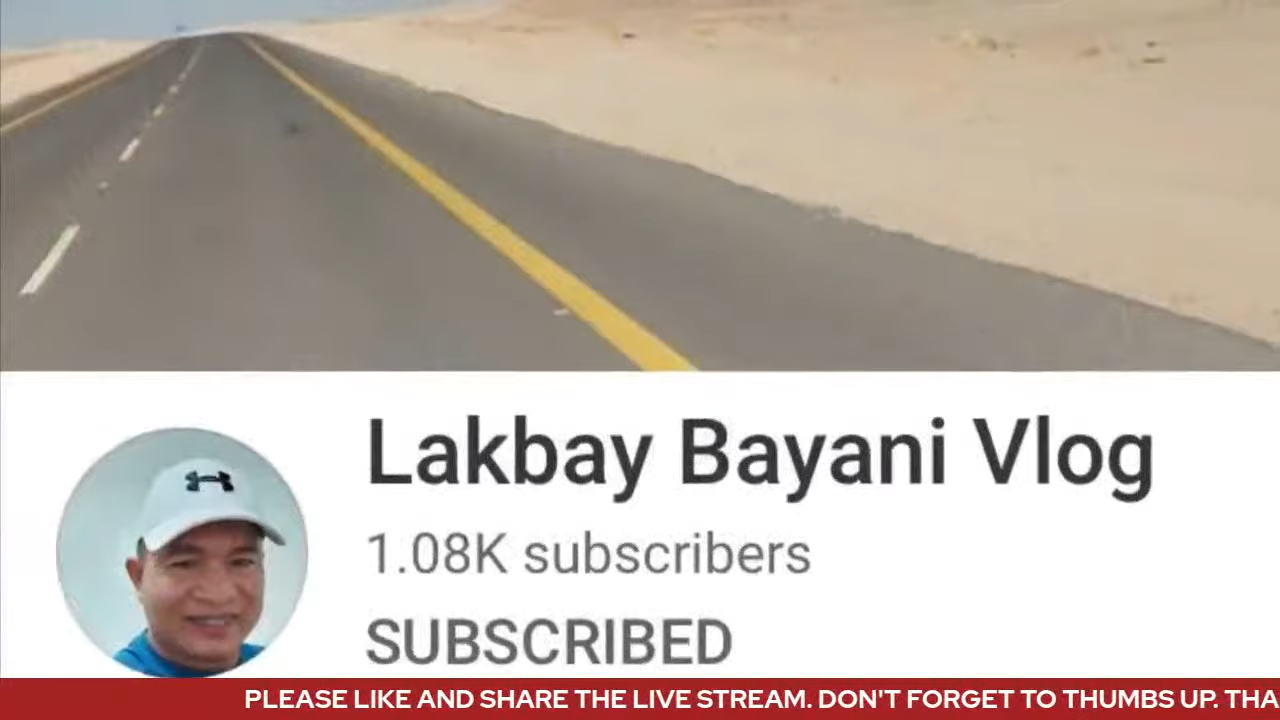 Lakbay Bayani Vlog
1.08K subscribers
SUBSCRIBED
PLEASE LIKE AND SHARE THE LIVE STREAM. DON'T FORGET TO THUMBS UP. THA